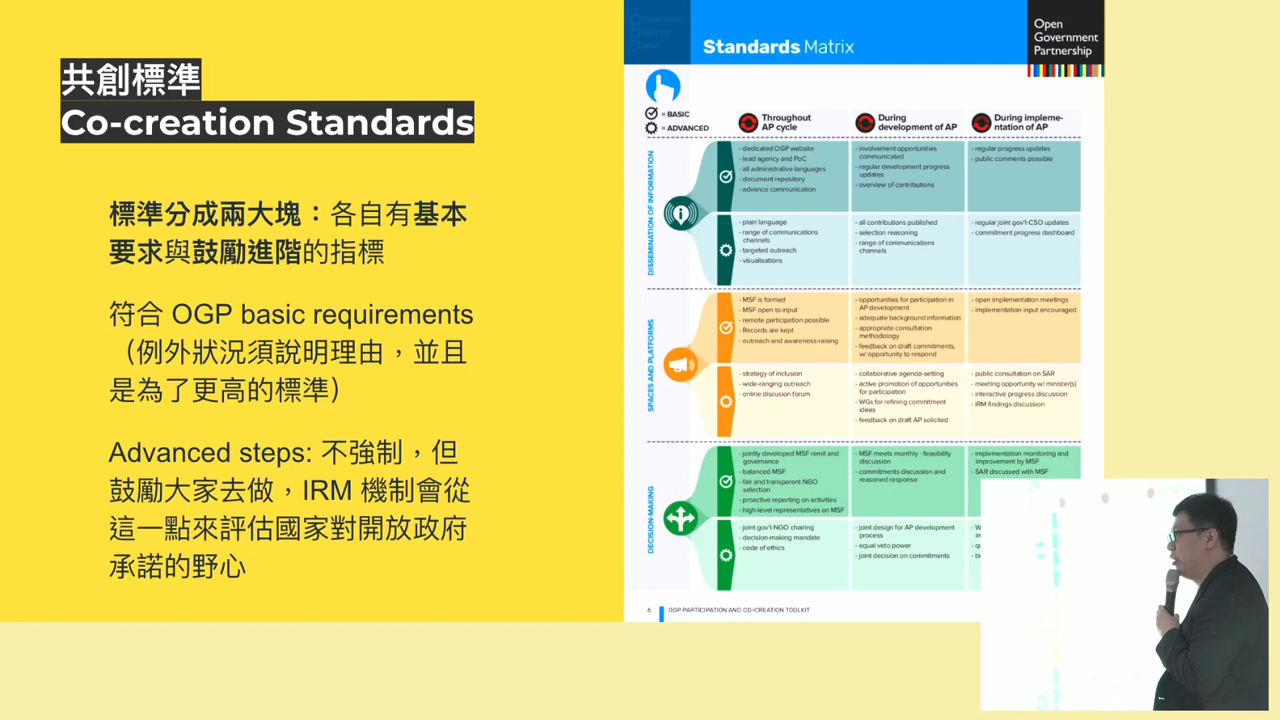 共創標準
Co-creation Standards
標準分成兩大塊：各自有基本
要求與鼓勵進階的指標
符合 OGP basic requirements
（例外狀況須說明理由，並且
是為了更高的標準）
Advanced steps: 不強制，但
鼓勵大家去做，IRM 機制會從
這一點來評估國家對開放政府
承諾的野心
Standards Matrix
Open
Government
Partnership
= BASIC
= ADVANCED
Throughout
AP cycle
During
development of AP
During impleme-
ntation of AP
DISSEMINATION OF INFORMATION
- dedicated OGP website
- lead agency and PoC
- all administrative languages
- document repository
- advance communication
- involvement opportunities
communicated
- regular development progress
updates
- overview of contributions
- regular progress updates
- public comments possible
- plain language
- range of communications
channels
- targeted outreach
- visualisations
- all contributions published
- selection reasoning
- range of communications
channels
- regular joint gov't-CSO updates
- commitment progress dashboard
SPACES AND PLATFORMS
- MSF is formed
- MSF open to input
- remote participation possible
- Records are kept
- outreach and awareness-raising
- opportunities for participation in
AP development
- adequate background information
- appropriate consultation
methodology
- feedback on draft commitments,
w/ opportunity to respond
- open implementation meetings
- implementation input encouraged
- strategy of inclusion
- wide-ranging outreach
- online discusion forum
- collaborative agenda-setting
- active promotion of opportunities
for participation
- WGs for refining commitment
ideas
- feedback on draft AP solicited
- public consultation on SAR
- meeting opportunity w/ minister(s)
- interactive progress discussion
- IRM findings discussion
DECISION-MAKING
- jointly developed MSF remit and
governance
- balanced MSF
- fair and transparent NGO
selection
- proactive reporting on activities
- high-level representatives on MSF
- MSF meets monthly - feasibility
discussion
- commitments discussion and
reasoned response
- implementation monitoring and
improvement by MSF
- SAR discussed with MSF
- joint gov't-NGO chairing
- decision-making mandate
- code of ethics
- joint design for AP development
process
- equal veto power
- joint decision on commitments
6 OGP PARTICIPATION AND CO-CREATION TOOLKIT